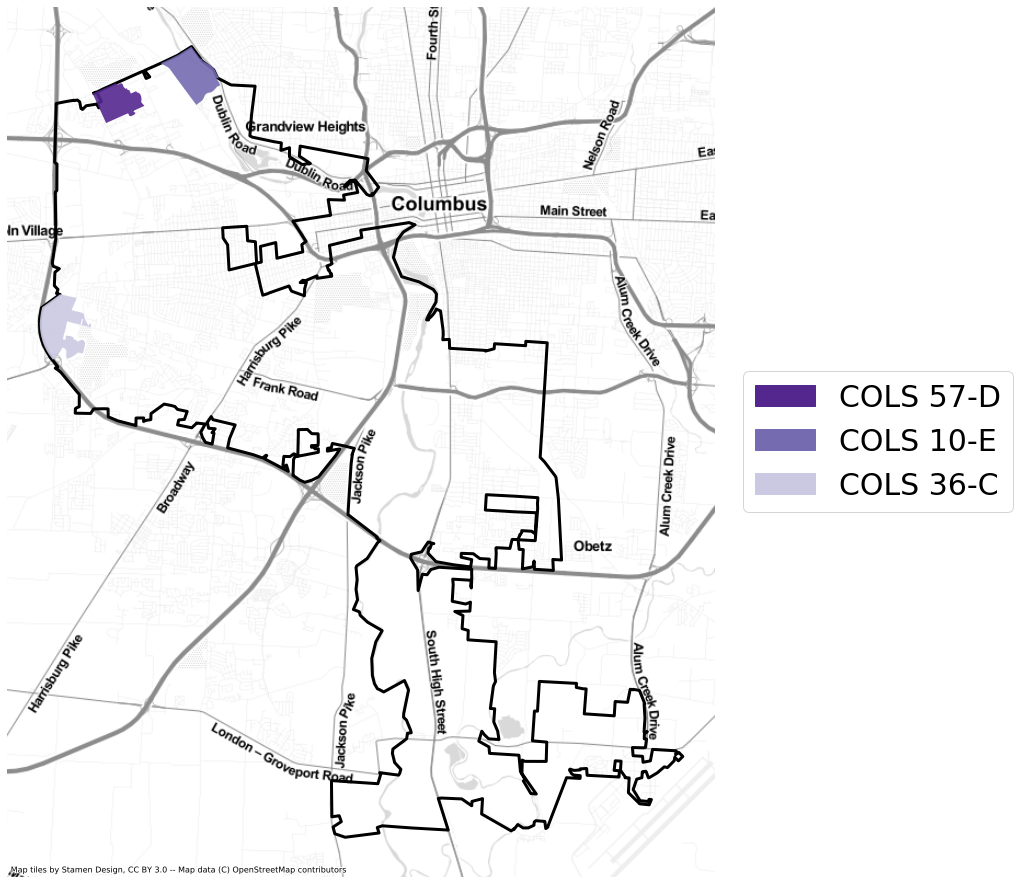 Fourth S
Dublin Road
Grandview Heights
Nelson Road
Eas
Dublin Road
Columbus
Main Street
Ea
ln Village
Alum Creek Drive
Harrisburg Pike
Frank Road
COLS 57-D
COLS 10-E
COLS 36-C
Jackson Pike
Broadway
Alum Creek Drive
Obetz
Harrisburg Pike
South High Street
Alum Creek Drive
Jackson Pike
London – Groveport Road
Map tiles by Stamen Design, CC BY 3.0 -- Map data (C) OpenStreetMap contributors